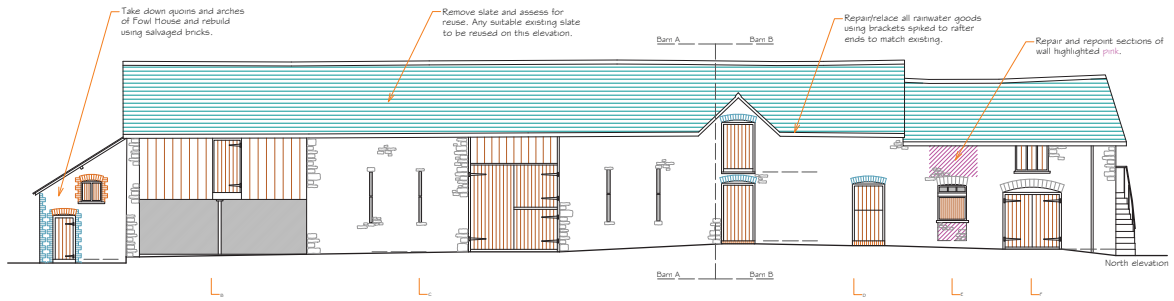 Take down quoins and arches
of Fowl House and rebuild
using salvaged bricks.
Remove slate and assess for
reuse. Any suitable existing slate
to be reused on this elevation.
Barn A
Barn B
Repair/relace all rainwater goods
using brackets spiked to rafter
ends to match existing.
Repair and repoint sections of
wall highlighted pink.
North elevation
Barn A
Barn B
C
D
E
F